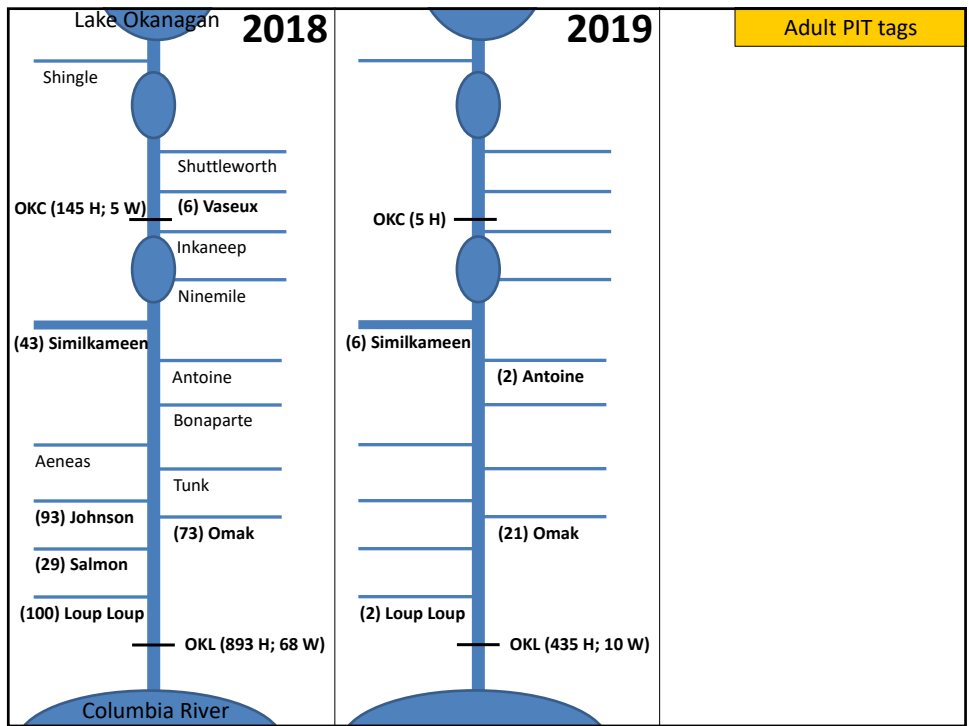 Lake Okanagan
2018
Shingle
Shuttleworth
OKC (145 H; 5 W)
(6) Vaseux
Inkaneep
Ninemile
(43) Similkameen
Antoine
Bonaparte
Aeneas
Tunk
(93) Johnson
(73) Omak
(29) Salmon
(100) Loup Loup
OKL (893 H; 68 W)
Columbia River
2019
OKC (5 H)
(6) Similkameen
(2) Antoine
(21) Omak
(2) Loup Loup
OKL (435 H; 10 W)
Adult PIT tags